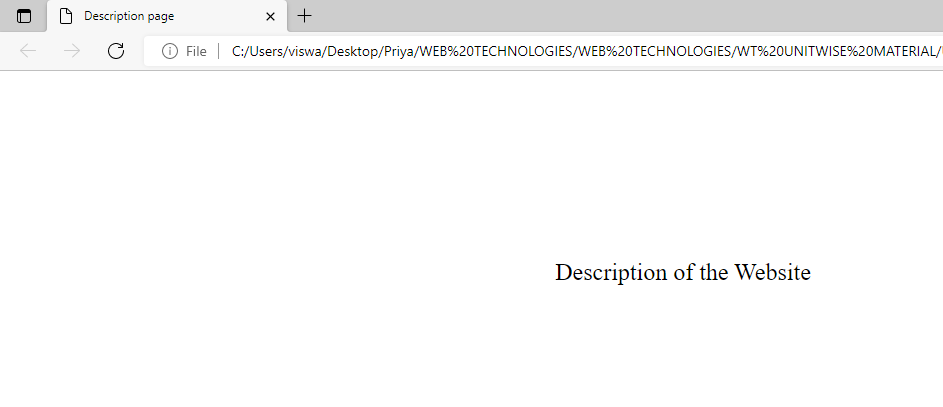 Description page
File
C:/Users/viswa/Desktop/Priya/WEB%20TECHNOLOGIES/WEB%20TECHNOLOGIES/WT%20UNITWISE%20MATERIAL/
Description of the Website